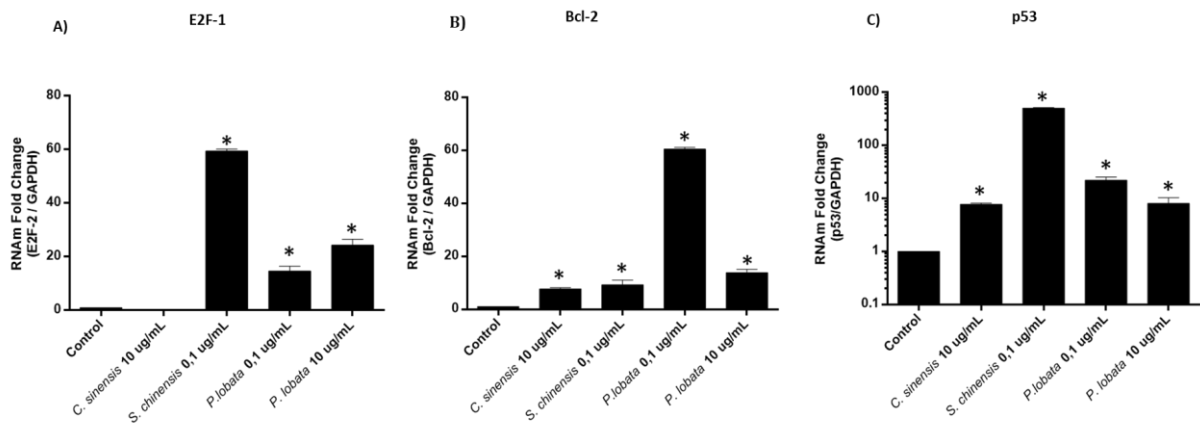 A)
E2F-1
RNAm Fold Change
(E2F-2 / GAPDH)
80
60
40
20
0
*
*
*
Control
C. sinensis 10 ug/mL
S. chinensis 0,1 ug/mL
P.lobata 0,1 ug/mL
P. lobata 10 ug/mL
B)
Bcl-2
RNAm Fold Change
(Bcl-2 / GAPDH)
80
60
40
20
0
*
*
*
*
Control
C. sinensis 10 ug/mL
S. chinensis 0,1 ug/mL
P.lobata 0,1 ug/mL
P. lobata 10 ug/mL
C)
p53
RNAm Fold Change
(p53/GAPDH)
1000
100
10
1
0.1
*
*
*
*
Control
C. sinensis 10 ug/mL
S. chinensis 0,1 ug/mL
P.lobata 0,1 ug/mL
P. lobata 10 ug/mL